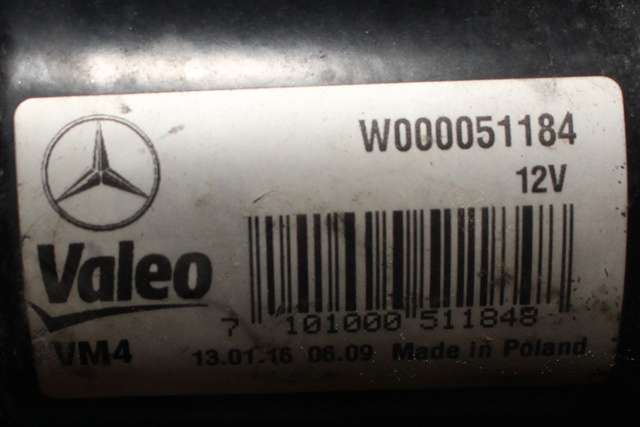 W000051184
12V
Valeo
7 101000 511848
VM4 13.01.16 06.09 Made in Poland